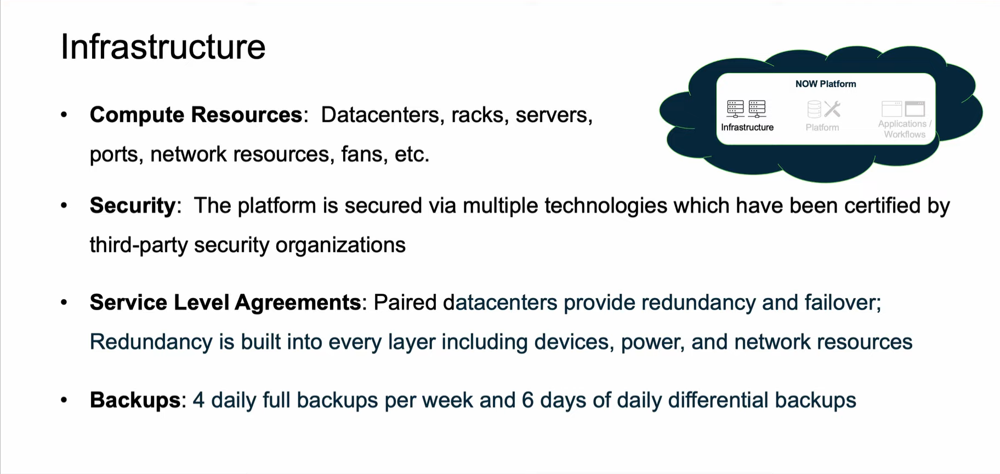 Infrastructure
NOW Platform
Infrastructure
Platform
Applications /
Workflows
• Compute Resources: Datacenters, racks, servers,
ports, network resources, fans, etc.
• Security: The platform is secured via multiple technologies which have been certified by
third-party security organizations
• Service Level Agreements: Paired datacenters provide redundancy and failover;
Redundancy is built into every layer including devices, power, and network resources
• Backups: 4 daily full backups per week and 6 days of daily differential backups